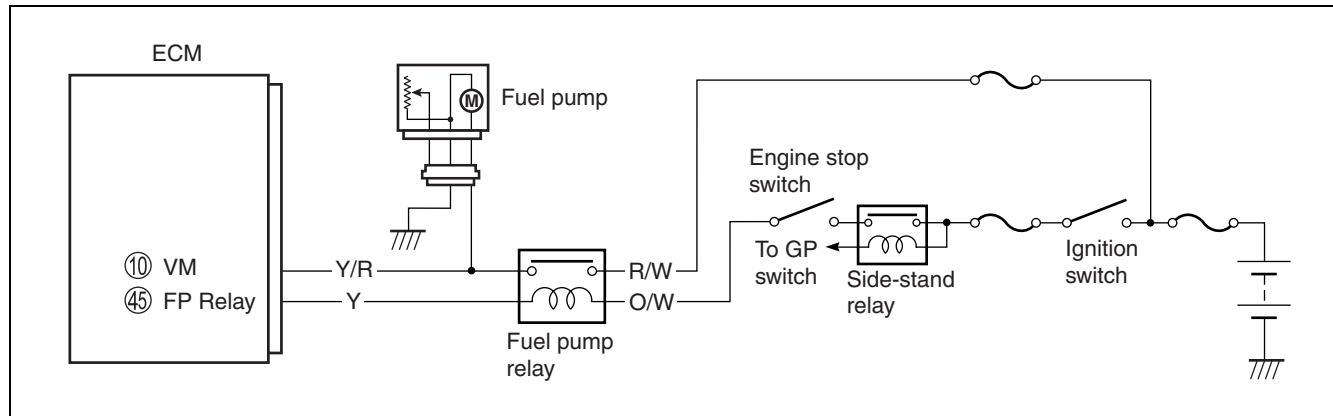 ECM
M
Fuel pump
Engine stop
switch
To GP
switch
Side-stand
relay
Ignition
switch
⑩ VM
Y/R
R/W
㊺ FP Relay
Y
O/W
Fuel pump
relay